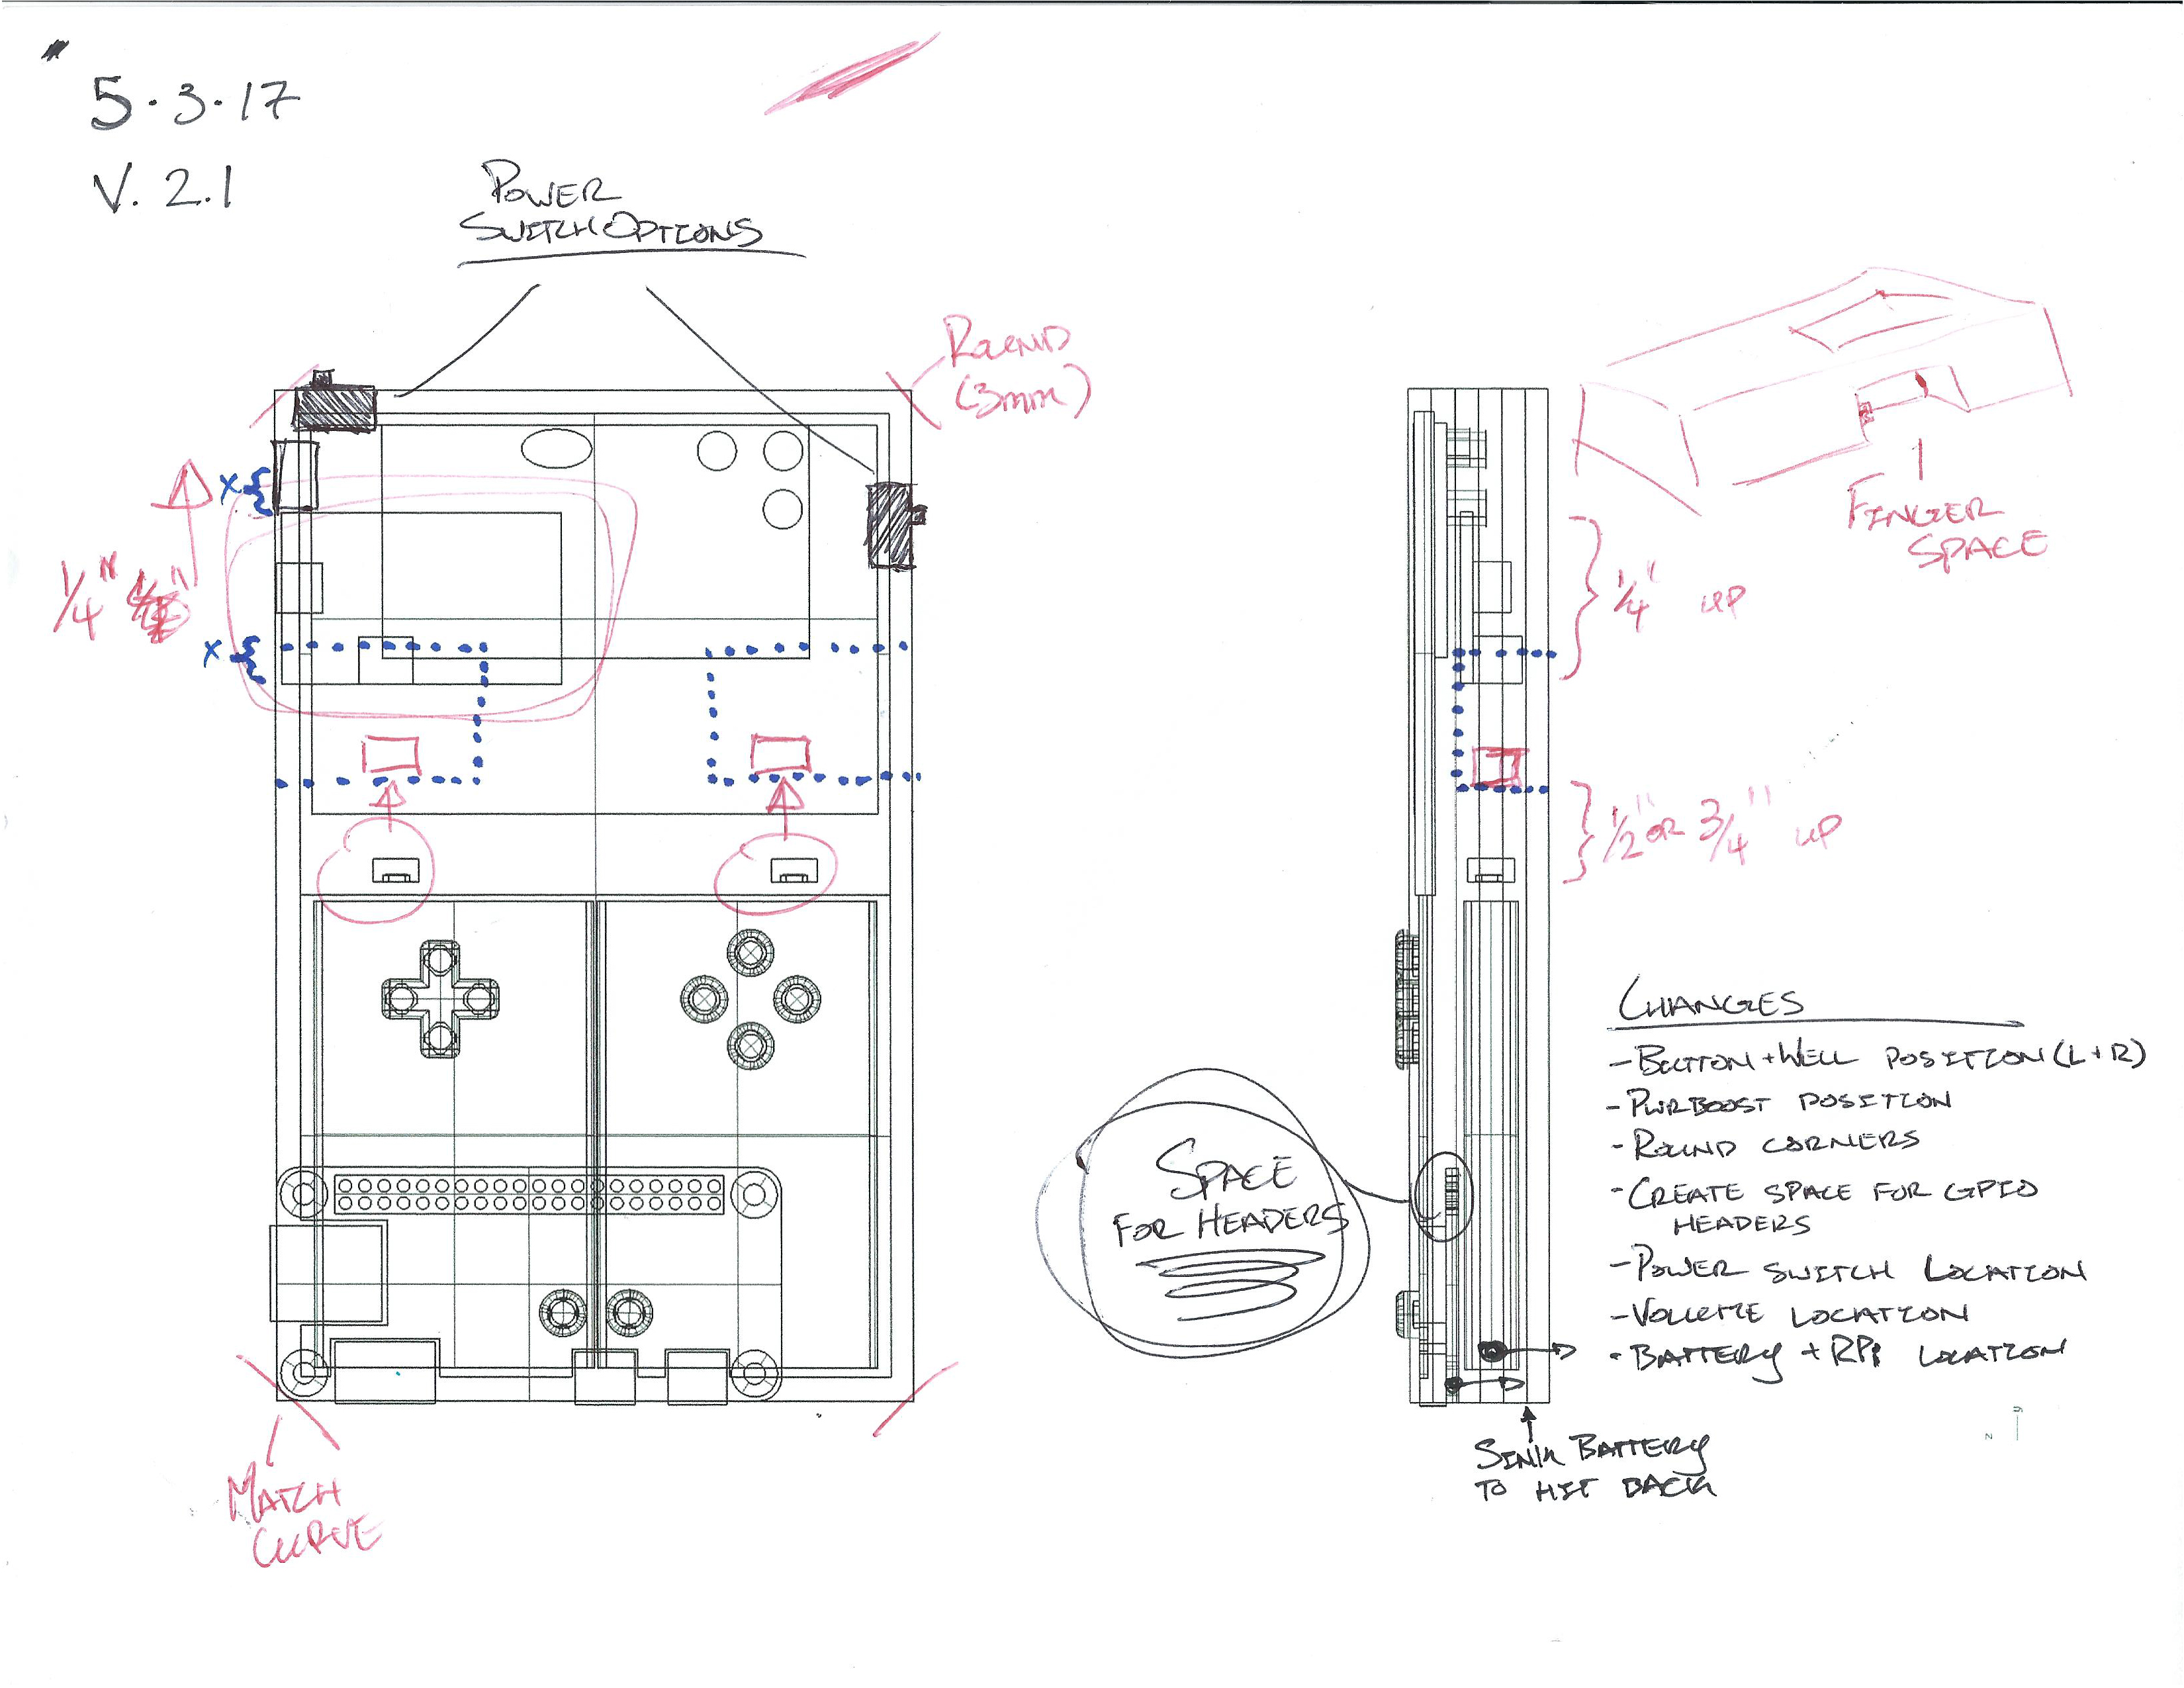 5·3·17
V. 2.1
POWER
SWITCH OPTIONS
ROUND
(3mm)
X
1/4"
X
FINGER
SPACE
1/4" UP
1/2" OR 3/4" UP
CHANGES
- BUTTON + WELL POSITION (L+R)
- PWRBOOST POSITION
- ROUND CORNERS
- CREATE SPACE FOR GPIO
HEADERS
- POWER SWITCH LOCATION
- VOLUME LOCATION
- BATTERY + RPi LOCATION
SPACE
FOR HEADERS
SINK BATTERY
TO HIT BACK
MATCH
CURVE